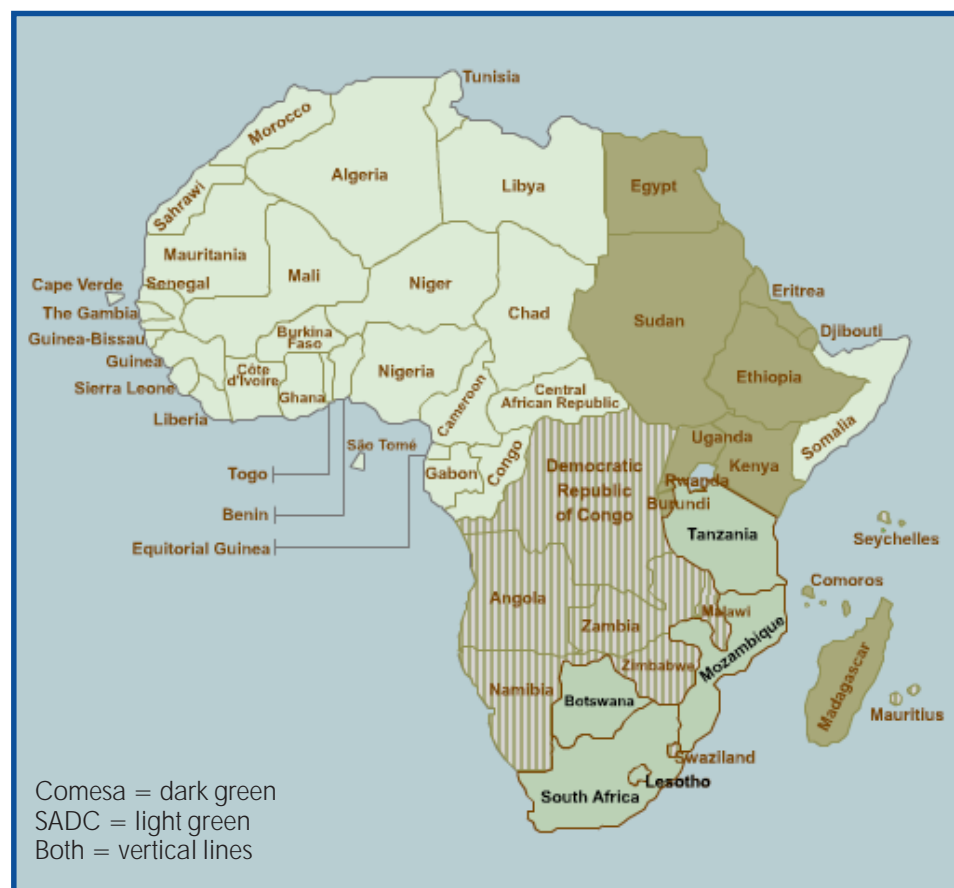 Tunisia
Morocco
Algeria
Libya
Egypt
Sahrawi
Mauritania
Mali
Niger
Cape Verde
Senegal
Chad
Sudan
Eritrea
The Gambia
Guinea-Bissau
Burkina
Faso
Djibouti
Guinea
Côte
d'Ivoire
Nigeria
Ethiopia
Sierra Leone
Ghana
Cameroon
Central
African Republic
Liberia
Somalia
São Tomé
Uganda
Togo
Gabon
Congo
Democratic
Republic
of Congo
Kenya
Rwanda
Burundi
Benin
Tanzania
Equitorial Guinea
Seychelles
Comoros
Angola
Malawi
Zambia
Mozambique
Zimbabwe
Namibia
Botswana
Madagascar
Mauritius
Swaziland
Lesotho
South Africa
Comesa = dark green
SADC = light green
Both = vertical lines